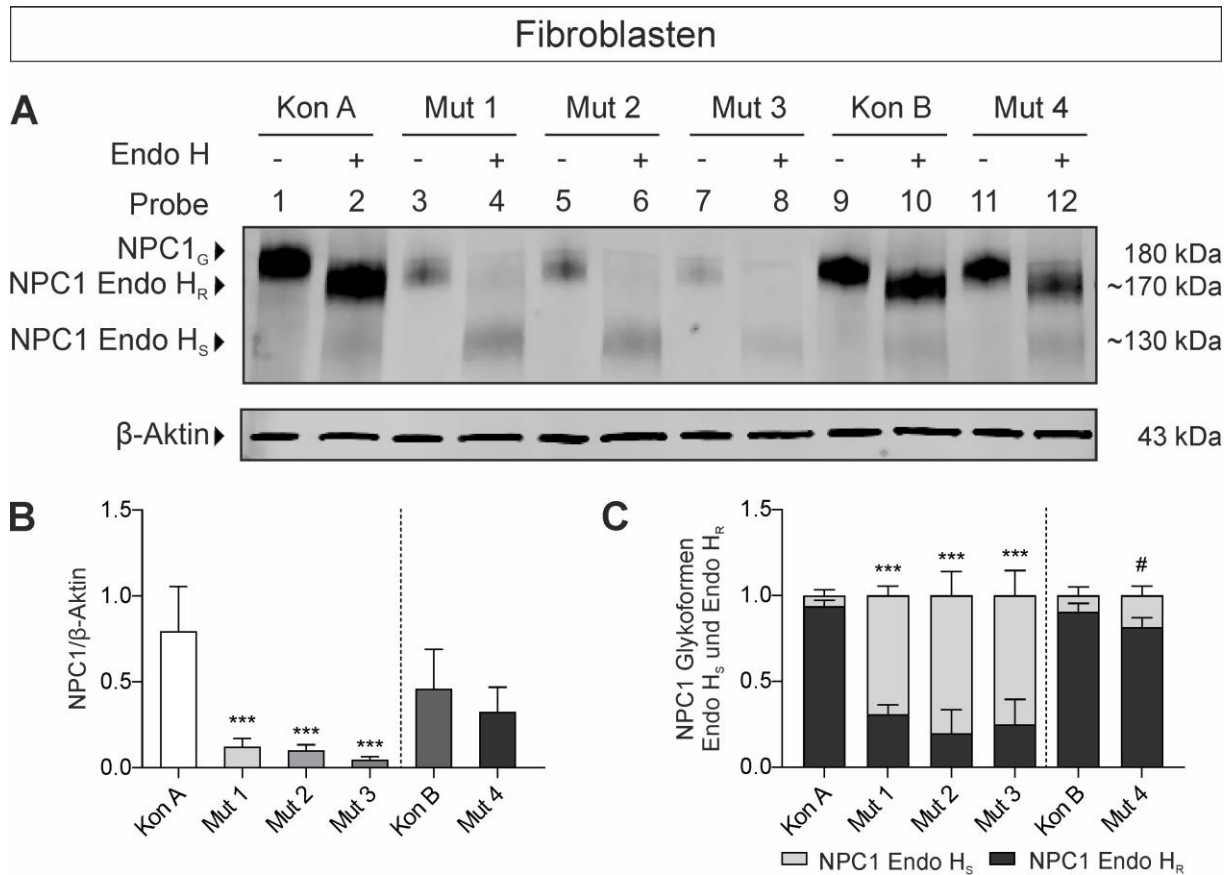 Fibroblasten
A
Kon A Mut 1 Mut 2 Mut 3 Kon B Mut 4
Endo H - + - + - + - + - + - +
Probe 1 2 3 4 5 6 7 8 9 10 11 12
NPC1G 180 kDa
NPC1 Endo HR ~170 kDa
NPC1 Endo HS ~130 kDa
β-Aktin 43 kDa
B
NPC1/β-Aktin
1.5
1.0
0.5
0.0
*** *** ***
Kon A Mut 1 Mut 2 Mut 3 Kon B Mut 4
C
NPC1 Glykoformen
Endo HS und Endo HR
1.5
1.0
0.5
0.0
*** *** *** #
Kon A Mut 1 Mut 2 Mut 3 Kon B Mut 4
NPC1 Endo HS NPC1 Endo HR